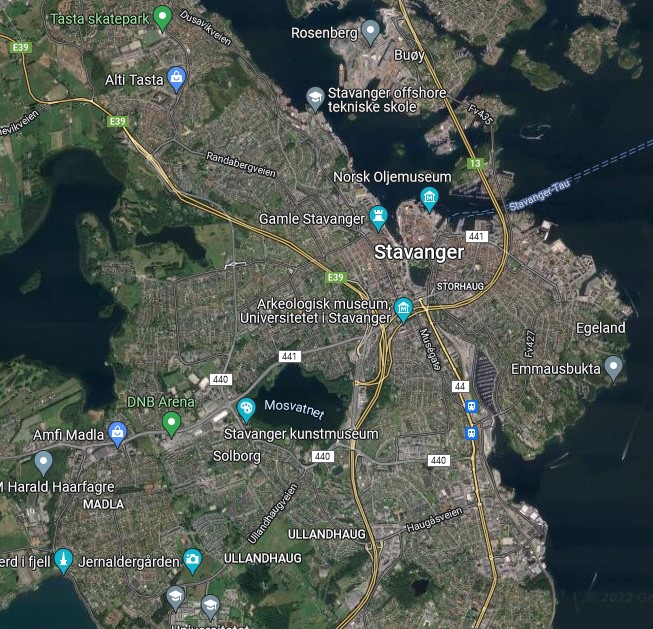 Tasta skatepark
Dusavikveien
Rosenberg
Buøy
E39
Alti Tasta
Stavanger offshore
tekniske skole
Fv435
E39
Randabergveien
13
Norsk Oljemuseum
Stavanger-Tau
Gamle Stavanger
441
Stavanger
E39
STORHAUG
Arkeologisk museum,
Universitetet i Stavanger
Egeland
Musegata
Fv427
441
Emmausbukta
440
44
DNB Arena
Mosvatnet
Amfi Madla
Stavanger kunstmuseum
Solborg
440
440
M Harald Haarfagre
MADLA
Ullandhaugveien
Haugåsveien
ULLANDHAUG
erd i fjell
Jernaldergården
ULLANDHAUG
© 2022